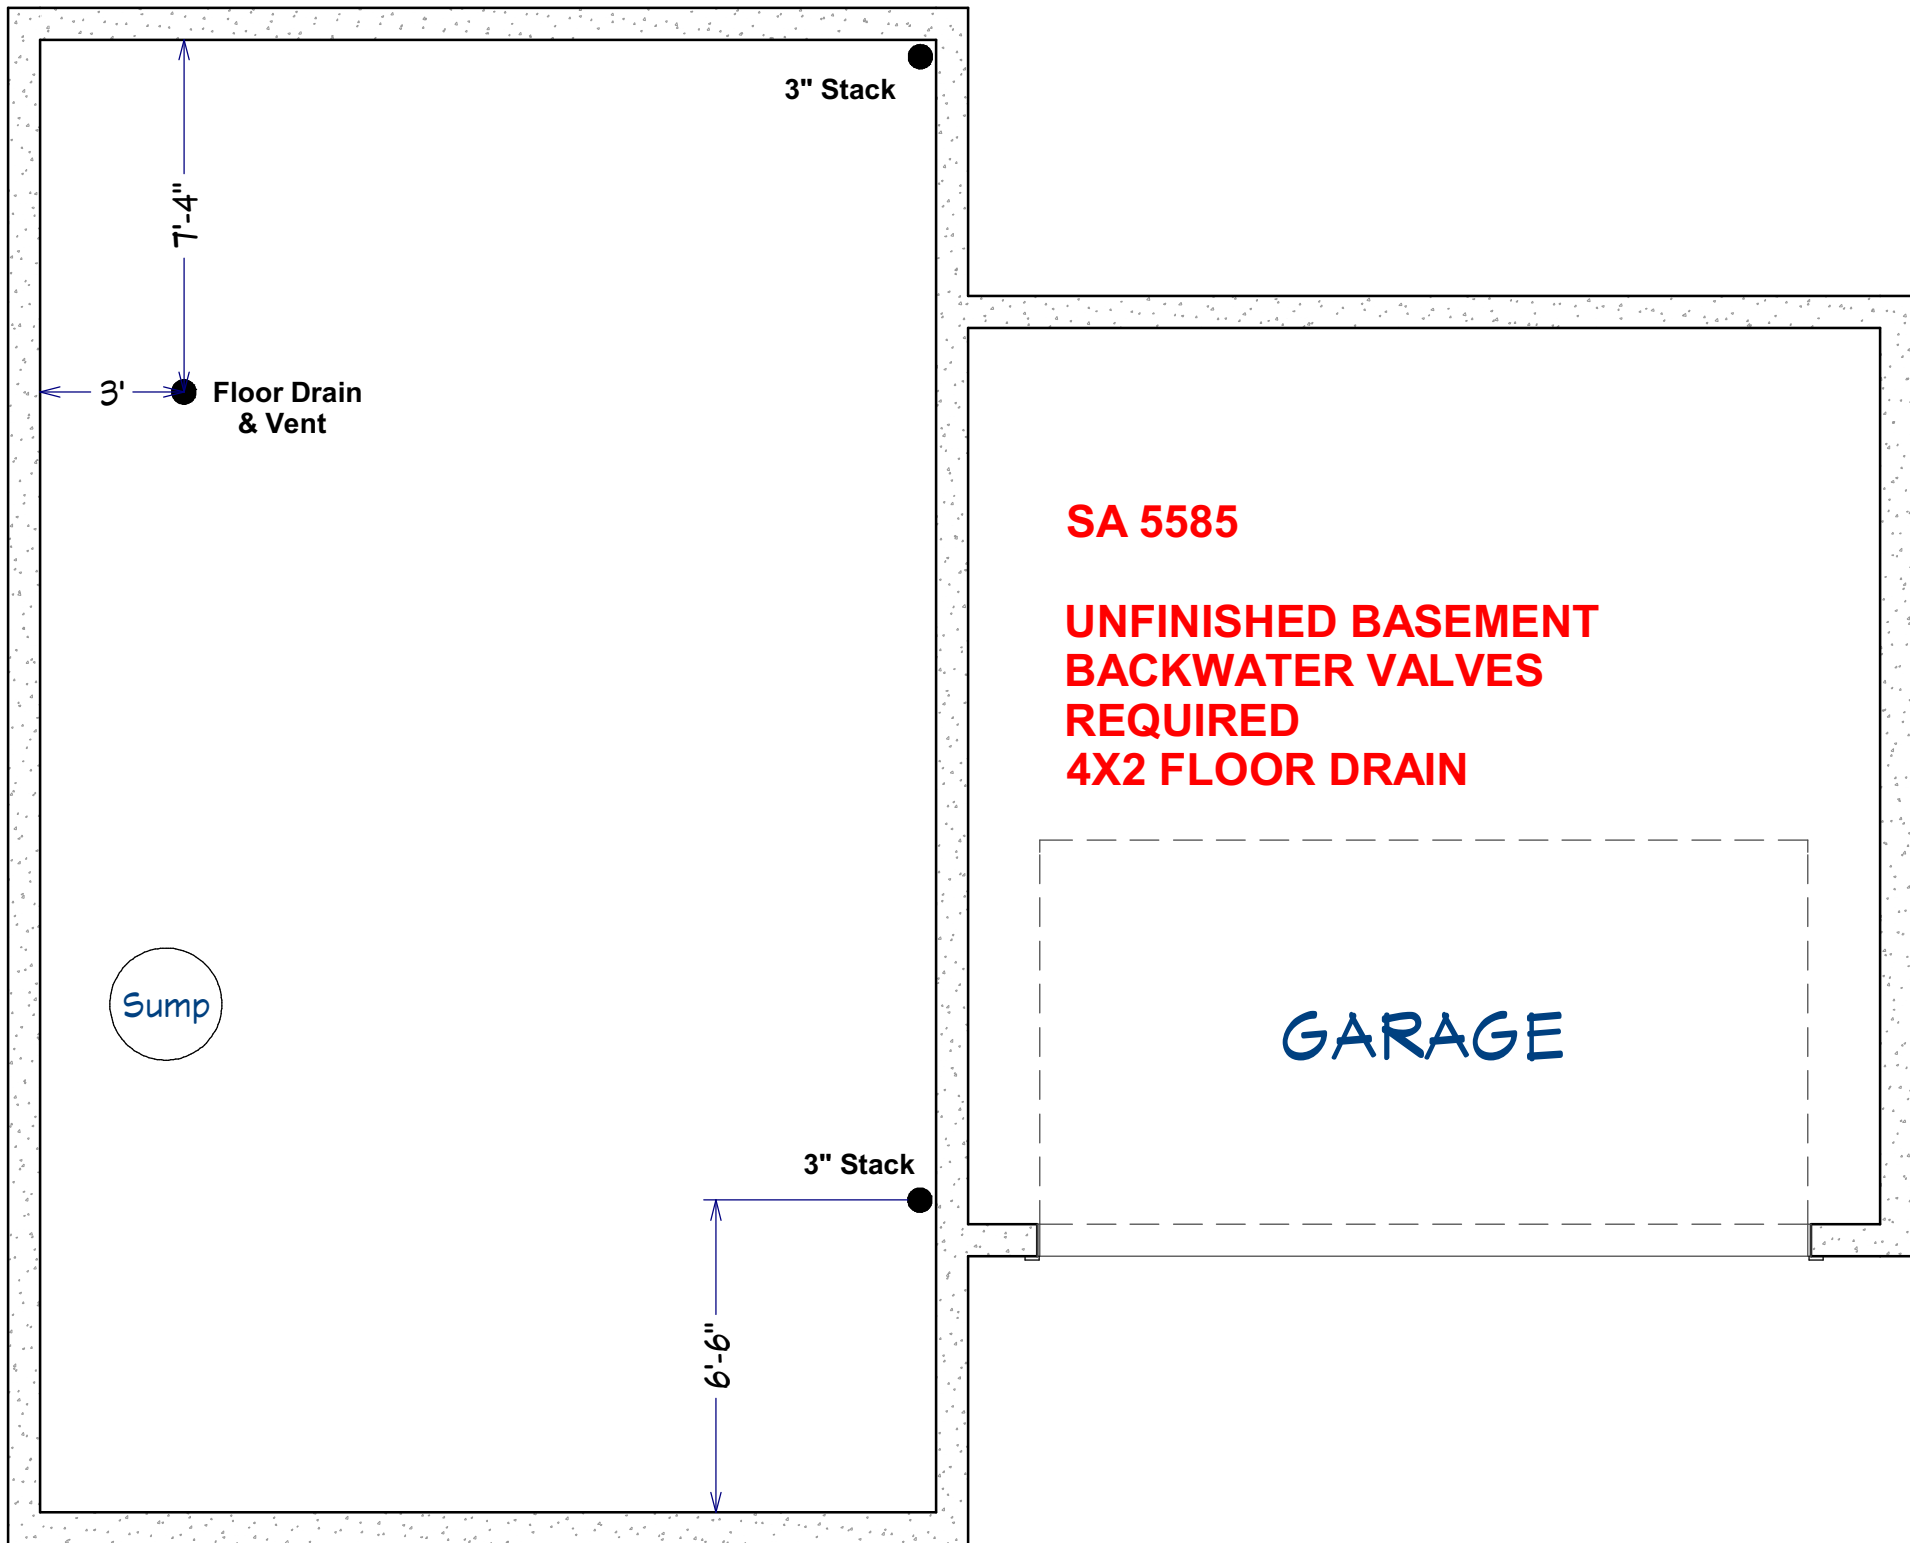 3" Stack
7'-4"
3'
Floor Drain
& Vent
SA 5585
UNFINISHED BASEMENT
BACKWATER VALVES
REQUIRED
4X2 FLOOR DRAIN
Sump
GARAGE
3" Stack
6'-6"